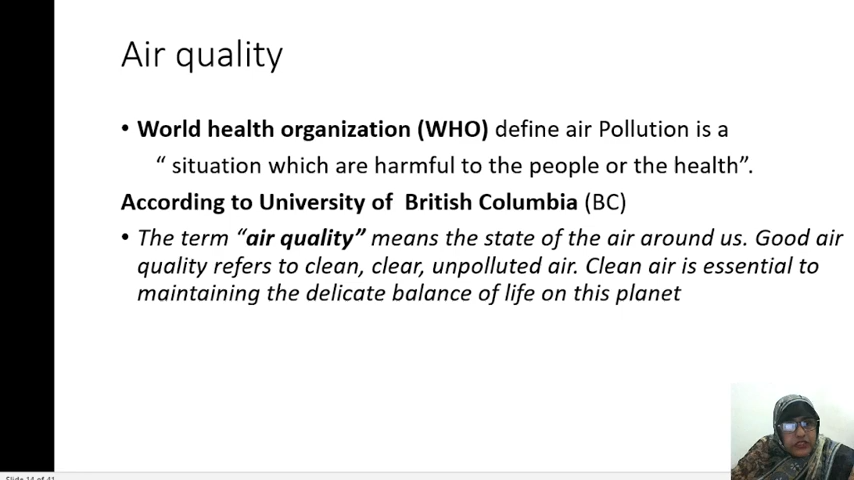 Air quality
• World health organization (WHO) define air Pollution is a
“ situation which are harmful to the people or the health”.
According to University of British Columbia (BC)
• The term “air quality” means the state of the air around us. Good air
quality refers to clean, clear, unpolluted air. Clean air is essential to
maintaining the delicate balance of life on this planet
Slide 14 of 41